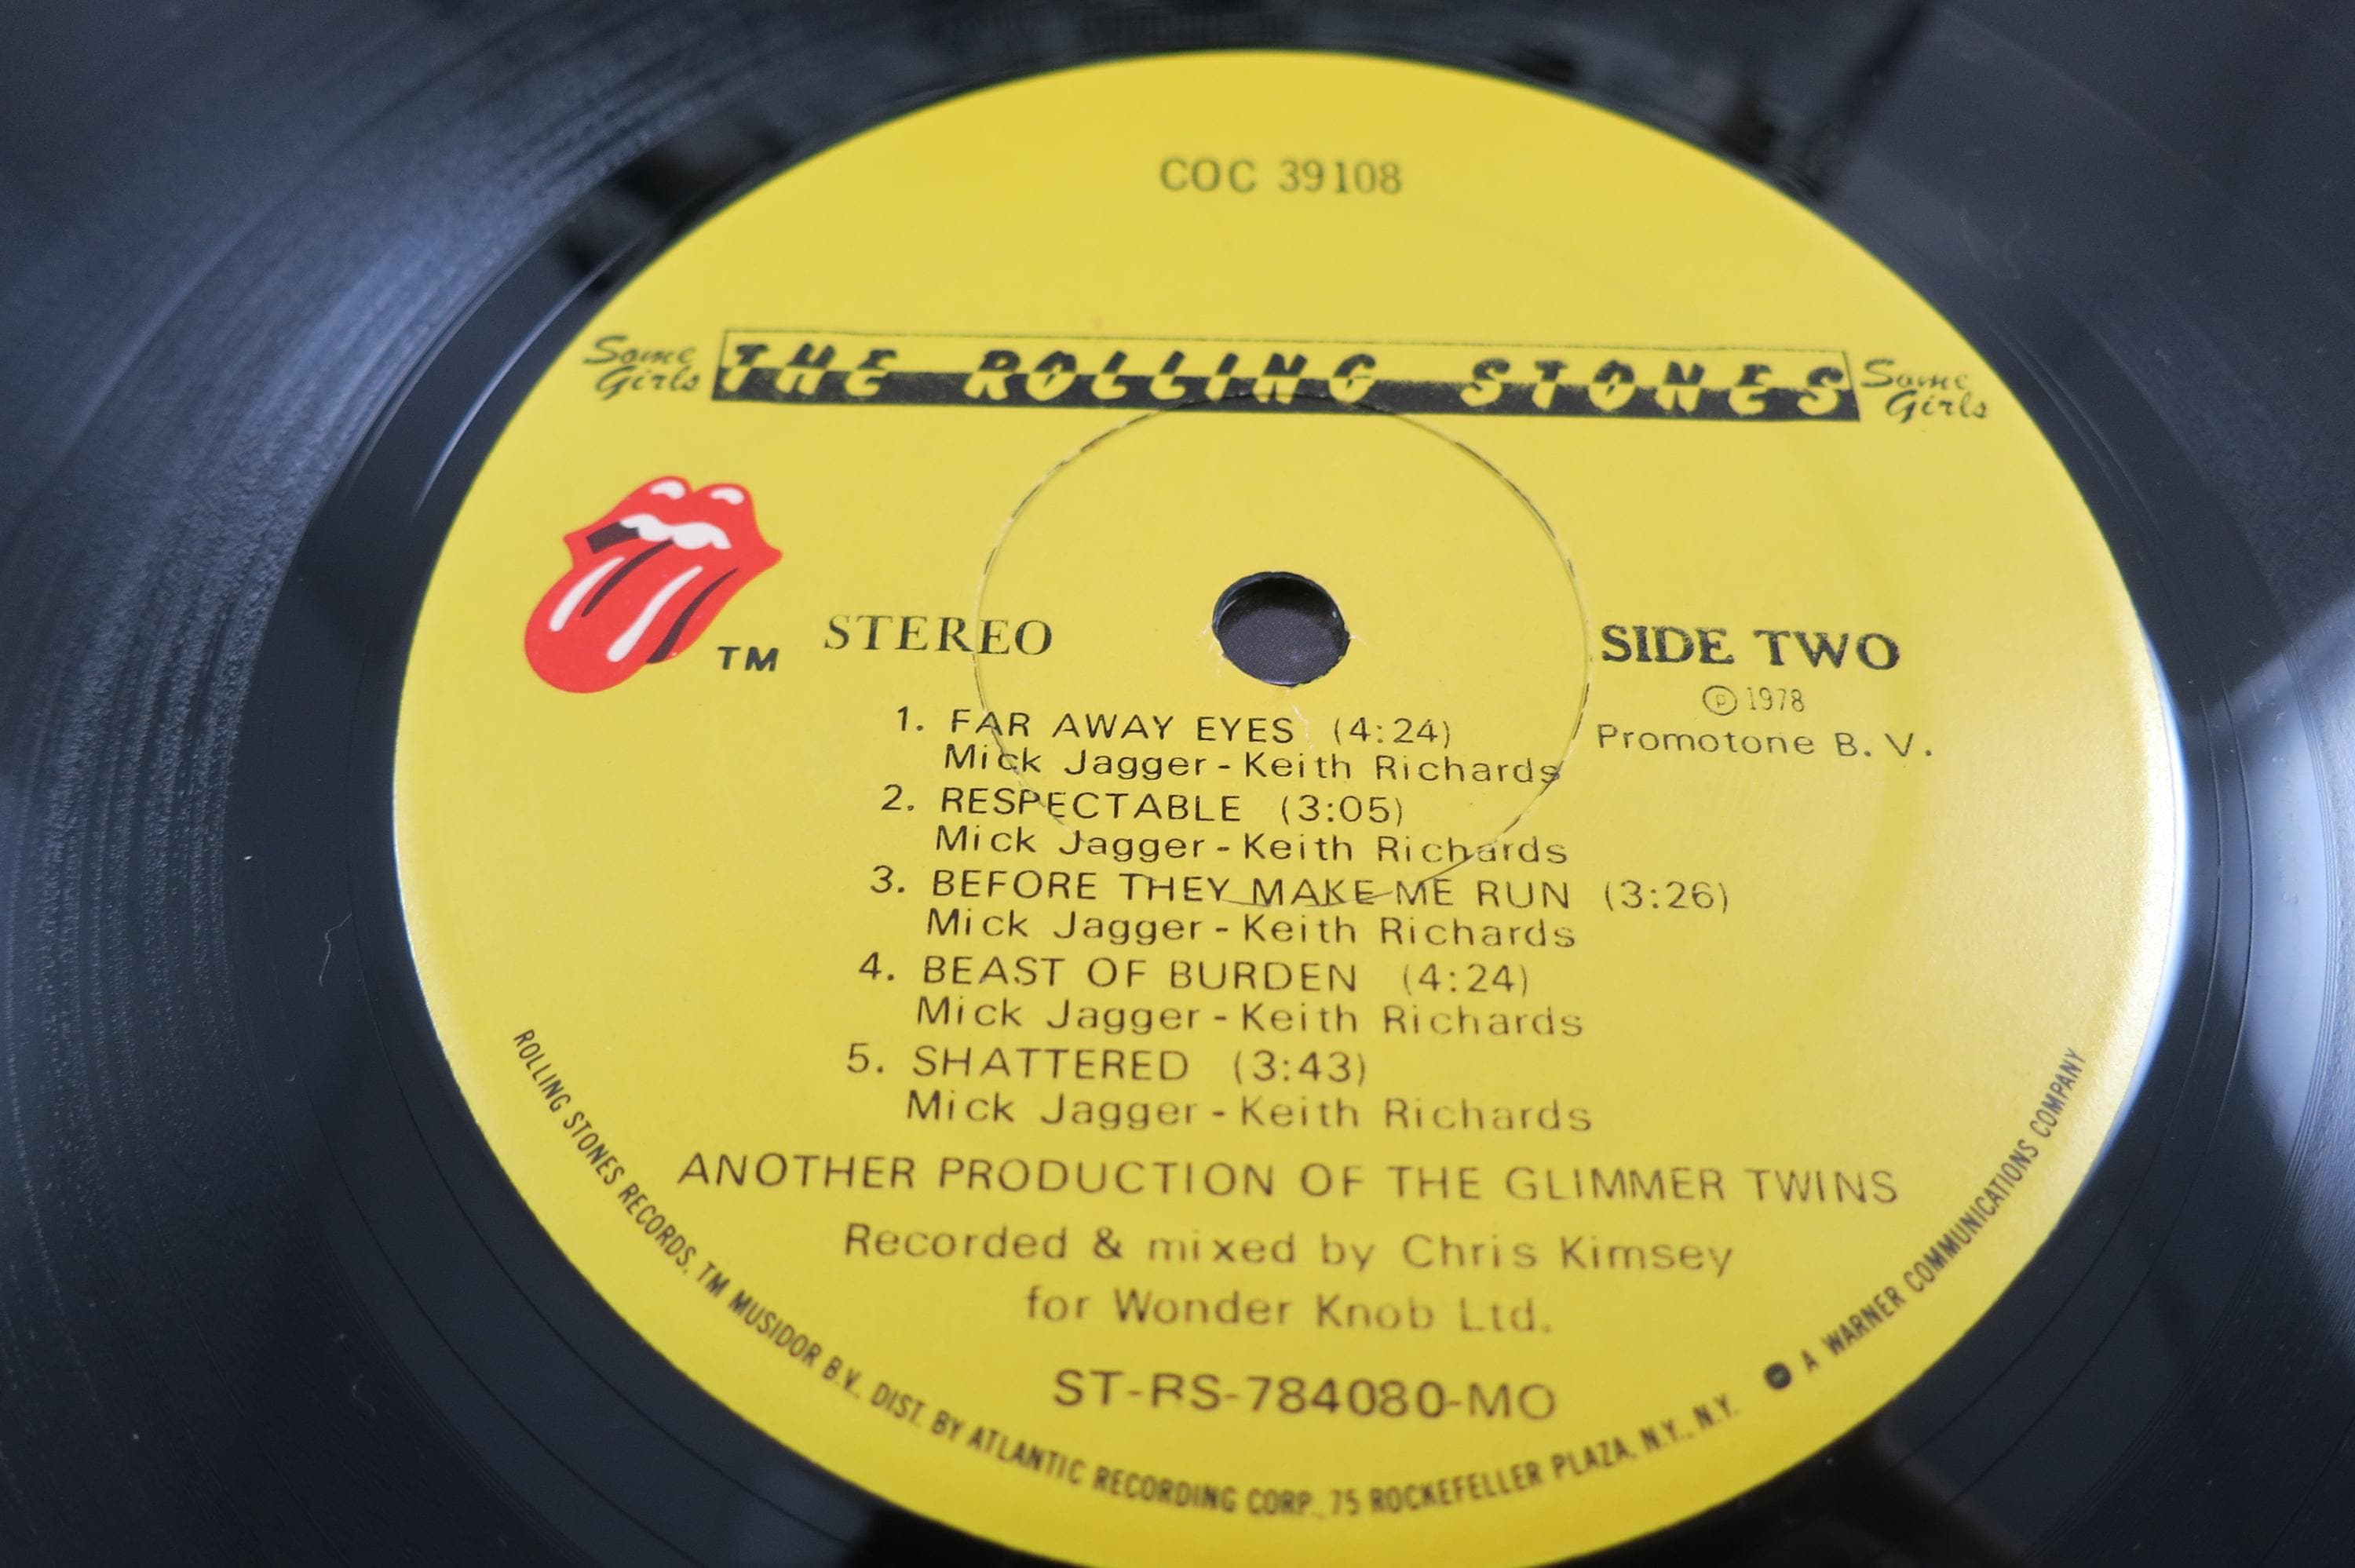 COC 39108
Some Girls THE ROLLING STONES Some Girls
TM
STEREO
SIDE TWO
Ⓟ 1978
Promotone B. V.
1. FAR AWAY EYES (4:24)
Mick Jagger - Keith Richards
2. RESPECTABLE (3:05)
Mick Jagger - Keith Richards
3. BEFORE THEY MAKE ME RUN (3:26)
Mick Jagger - Keith Richards
4. BEAST OF BURDEN (4:24)
Mick Jagger - Keith Richards
5. SHATTERED (3:43)
Mick Jagger - Keith Richards
ANOTHER PRODUCTION OF THE GLIMMER TWINS
Recorded & mixed by Chris Kimsey
for Wonder Knob Ltd.
ST-RS-784080-MO
ROLLING STONES RECORDS, TM MUSIDOR B.V., DIST. BY ATLANTIC RECORDING CORP., 75 ROCKEFELLER PLAZA, N.Y., N.Y. A WARNER COMMUNICATIONS COMPANY